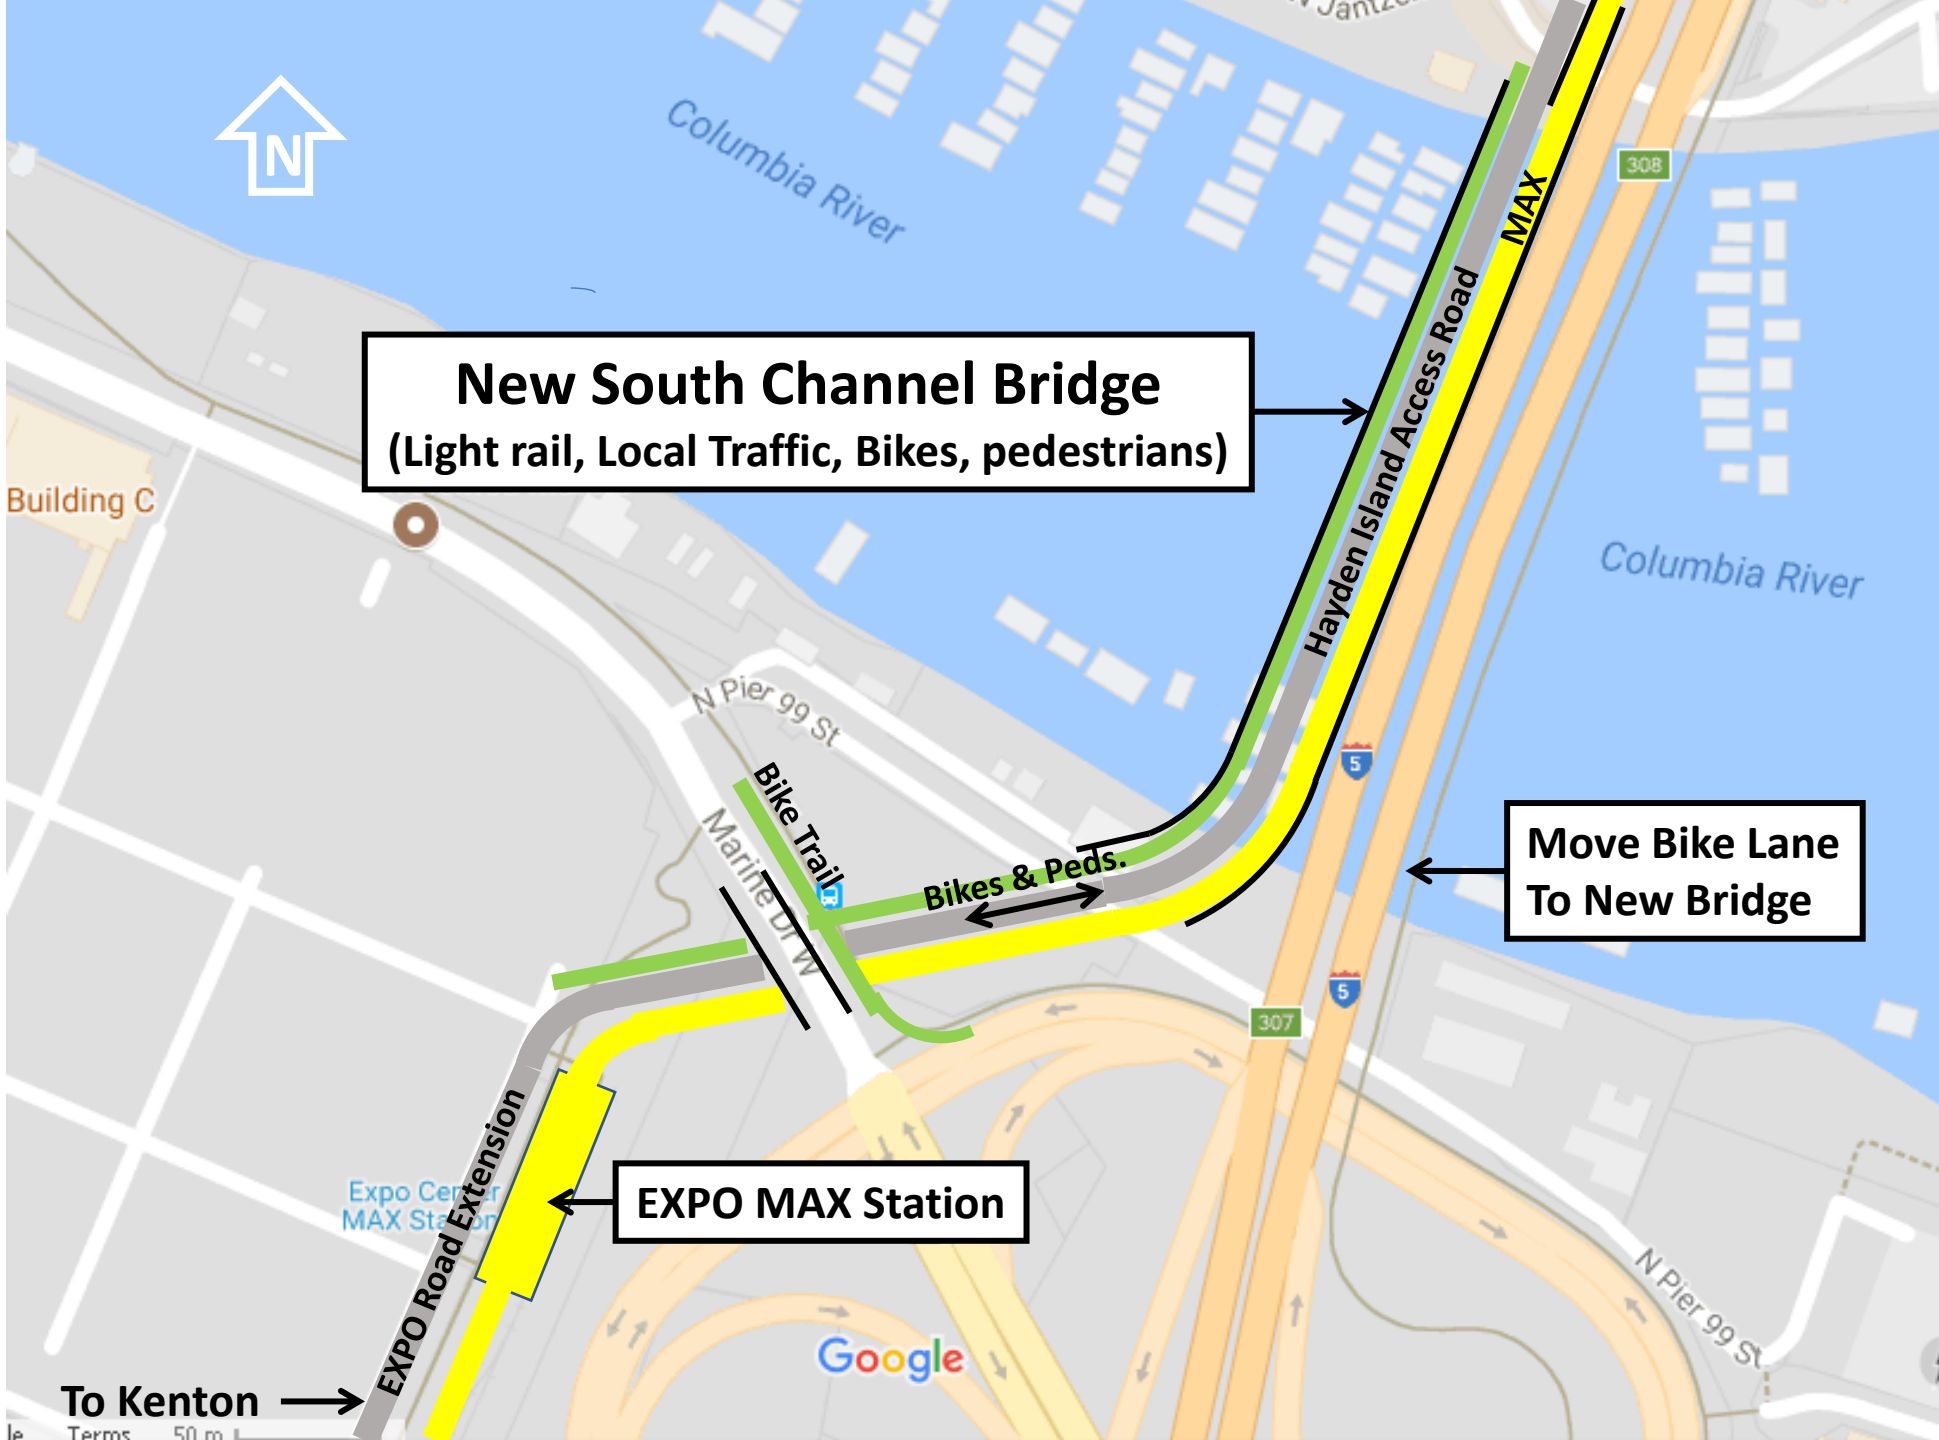 N Jantze
N
Columbia River
308
MAX
New South Channel Bridge
(Light rail, Local Traffic, Bikes, pedestrians)
Hayden Island Access Road
Building C
Columbia River
N Pier 99 St
5
Bike Trail
Marine Dr W
Bikes & Peds.
Move Bike Lane
To New Bridge
5
307
EXPO Road Extension
Expo Center
MAX Station
EXPO MAX Station
N Pier 99 St
Google
To Kenton
le
Terms
50 m